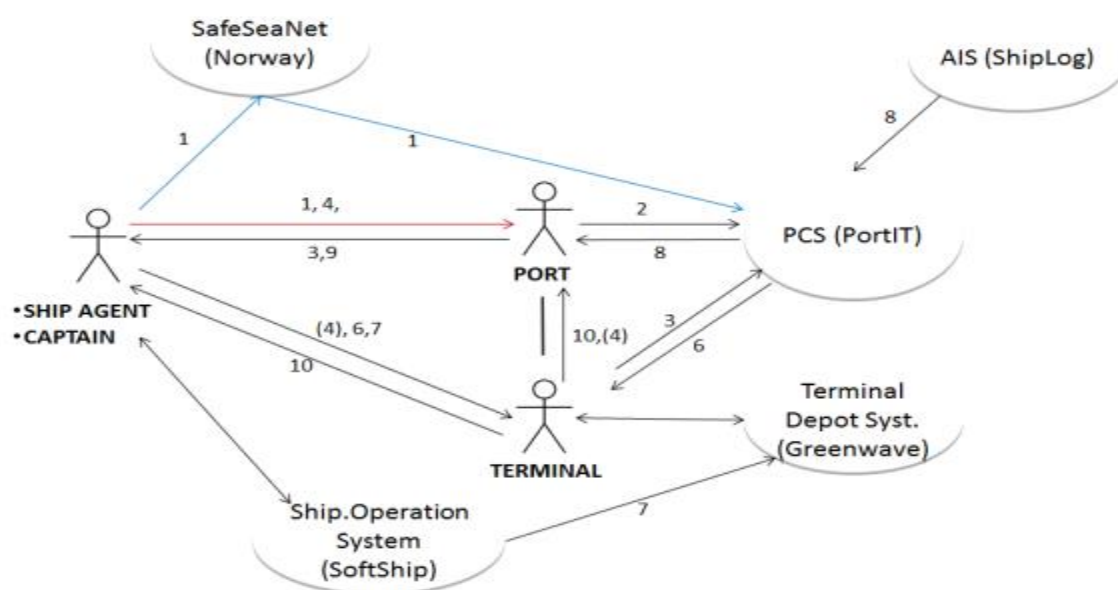 SafeSeaNet
(Norway)
AIS (ShipLog)
8
1
1
1, 4,
2
PCS (PortIT)
3,9
8
PORT
•SHIP AGENT
•CAPTAIN
(4), 6,7
10,(4)
3
6
10
Terminal
Depot Syst.
(Greenwave)
TERMINAL
Ship.Operation
System
(SoftShip)
7